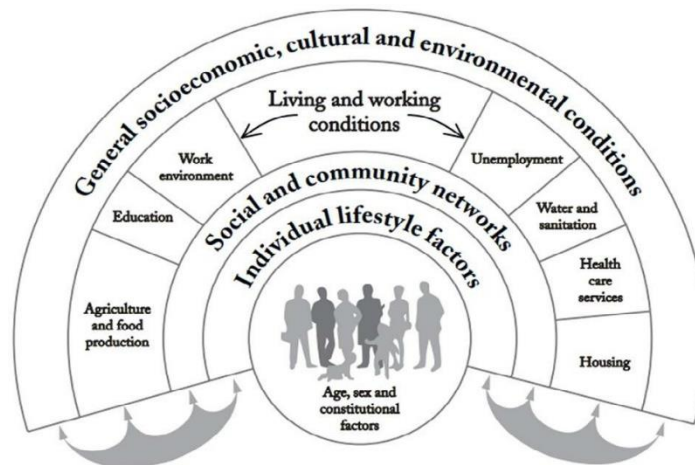 General socioeconomic, cultural and environmental conditions
Living and working
conditions
Work
environment
Unemployment
Education
Water and
sanitation
Social and community networks
Individual lifestyle factors
Agriculture
and food
production
Health
care
services
Housing
Age, sex and
constitutional
factors